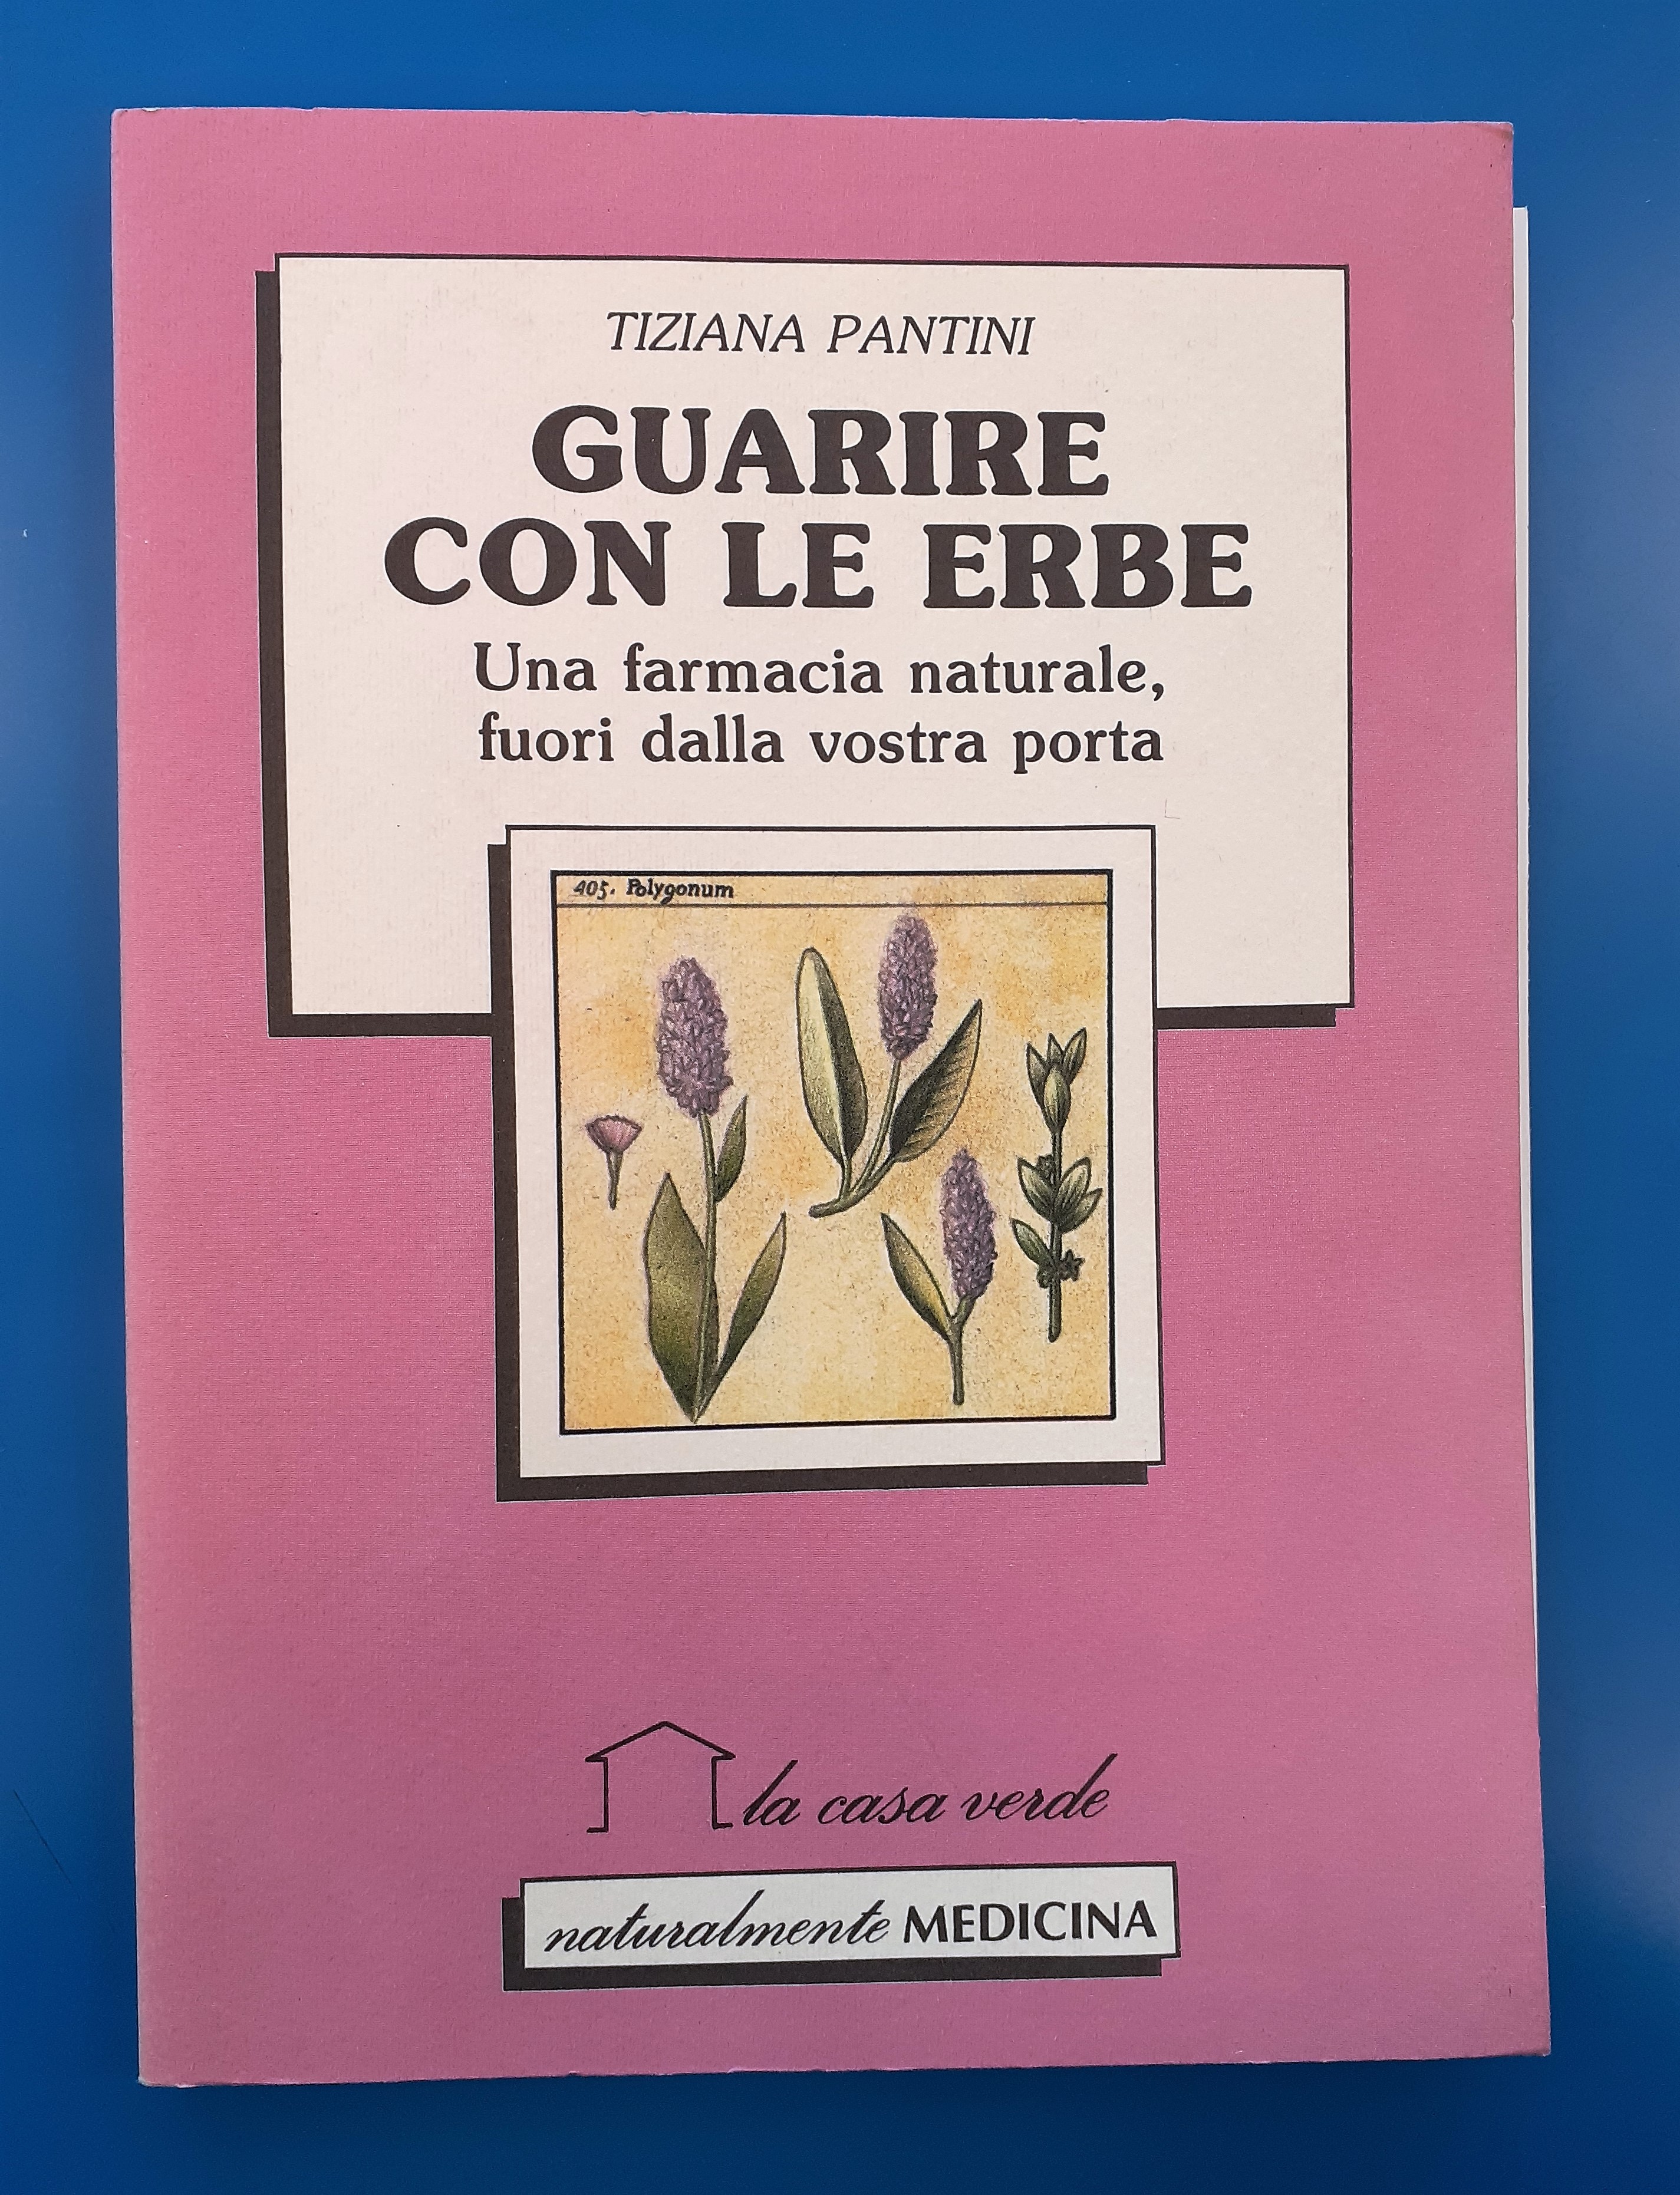 TIZIANA PANTINI
GUARIRE
CON LE ERBE
Una farmacia naturale,
fuori dalla vostra porta
405. Polygonum
la casa verde
naturalmente MEDICINA